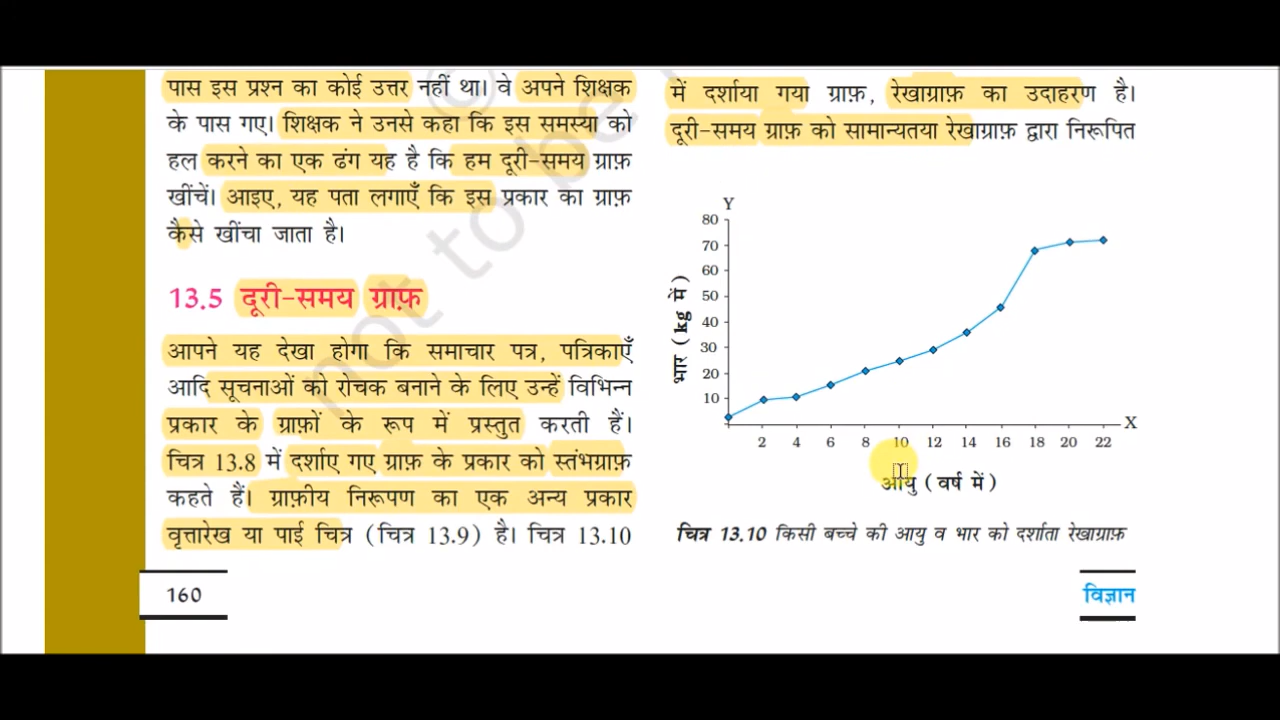 पास इस प्रश्न का कोई उत्तर नहीं था। वे अपने शिक्षक
के पास गए। शिक्षक ने उनसे कहा कि इस समस्या को
हल करने का एक ढंग यह है कि हम दूरी-समय ग्राफ़
खींचें। आइए, यह पता लगाएँ कि इस प्रकार का ग्राफ़
कैसे खींचा जाता है।
13.5 दूरी-समय ग्राफ़
आपने यह देखा होगा कि समाचार पत्र, पत्रिकाएँ
आदि सूचनाओं को रोचक बनाने के लिए उन्हें विभिन्न
प्रकार के ग्राफ़ों के रूप में प्रस्तुत करती हैं।
चित्र 13.8 में दर्शाए गए ग्राफ़ के प्रकार को स्तंभग्राफ़
कहते हैं। ग्राफ़ीय निरूपण का एक अन्य प्रकार
वृत्तारेख या पाई चित्र (चित्र 13.9) है। चित्र 13.10
160
में दर्शाया गया ग्राफ़, रेखाग्राफ़ का उदाहरण है।
दूरी-समय ग्राफ़ को सामान्यतया रेखाग्राफ़ द्वारा निरूपित
Y
80
70
60
50
40
30
20
10
भार (kg में)
X
2 4 6 8 10 12 14 16 18 20 22
आयु (वर्ष में)
चित्र 13.10 किसी बच्चे की आयु व भार को दर्शाता रेखाग्राफ़
विज्ञान
© not to be